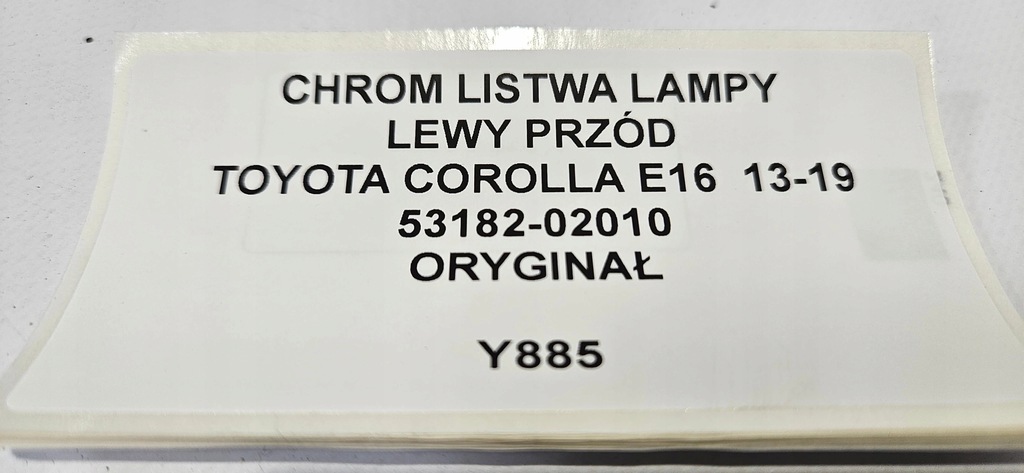 CHROM LISTWA LAMPY
LEWY PRZÓD
TOYOTA COROLLA E16 13-19
53182-02010
ORYGINAŁ
Y885